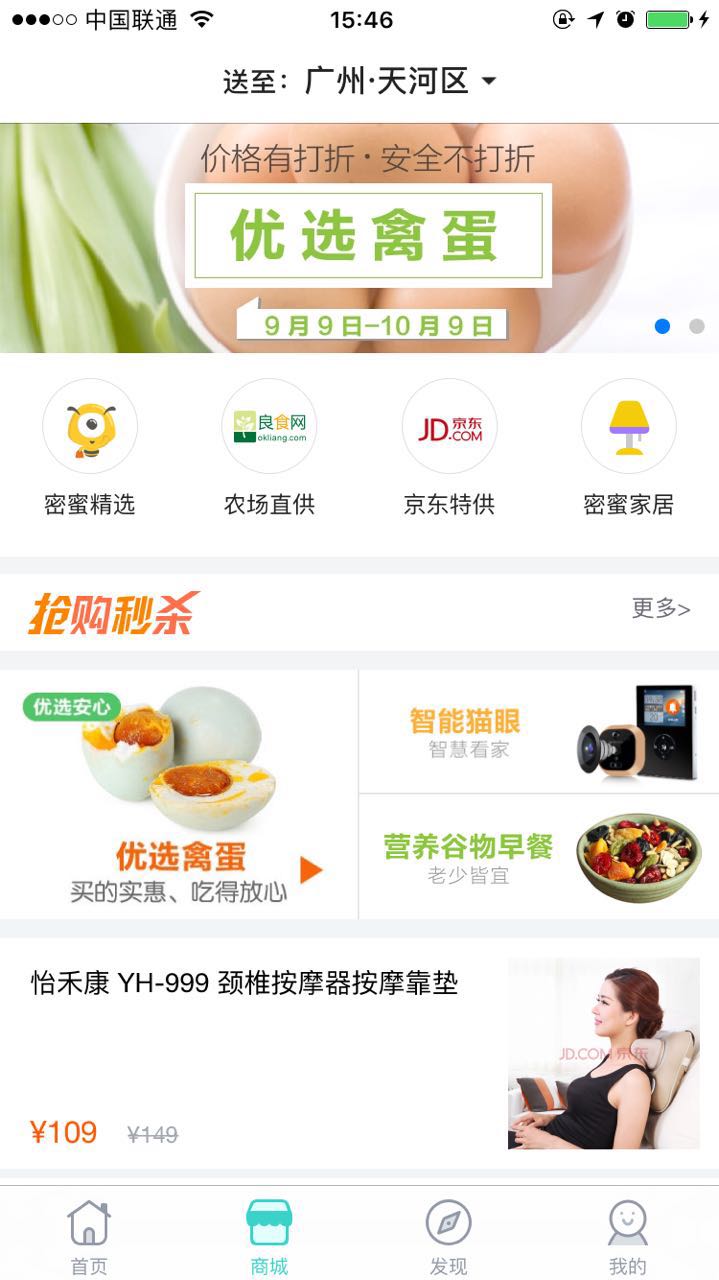 中国联通 15:46
送至：广州·天河区
价格有打折·安全不打折
优选禽蛋
9月9日-10月9日
良食网
okliang.com
JD京东
.COM
密蜜精选 农场直供 京东特供 密蜜家居
抢购秒杀 更多>
优选安心
优选禽蛋
买的实惠、吃得放心
智能猫眼
智慧看家
营养谷物早餐
老少皆宜
怡禾康 YH-999 颈椎按摩器按摩靠垫
JD.COM 京东
¥109 ¥149
首页 商城 发现 我的